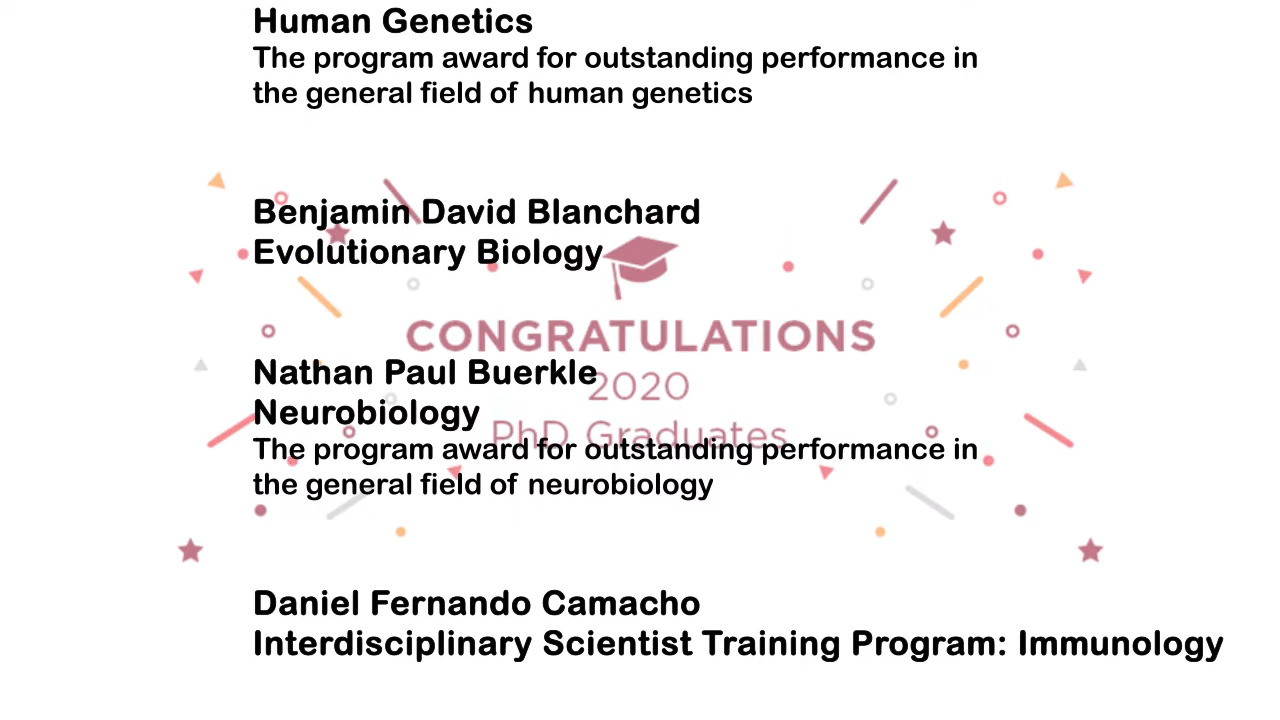 Human Genetics
The program award for outstanding performance in
the general field of human genetics
Benjamin David Blanchard
Evolutionary Biology
CONGRATULATIONS
Nathan Paul Buerkle
2020
Neurobiology
PhD Graduates
The program award for outstanding performance in
the general field of neurobiology
Daniel Fernando Camacho
Interdisciplinary Scientist Training Program: Immunology